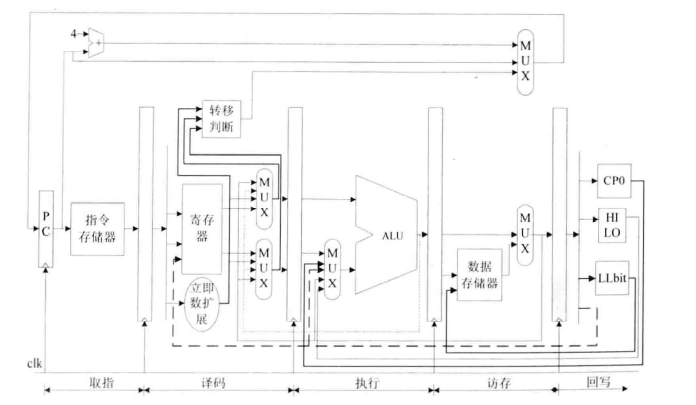 4
+
M
U
X
转移
判断
P
C
指令
存储器
寄存
器
立即
数扩
展
M
U
X
M
U
X
M
U
X
ALU
数据
存储器
M
U
X
CP0
HI
LO
LLbit
clk
取指
译码
执行
访存
回写